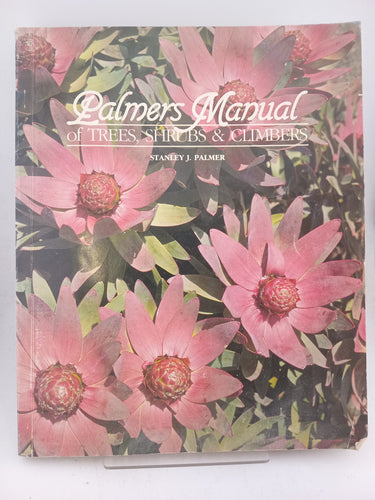 Palmers Manual
of TREES, SHRUBS & CLIMBERS
STANLEY J. PALMER